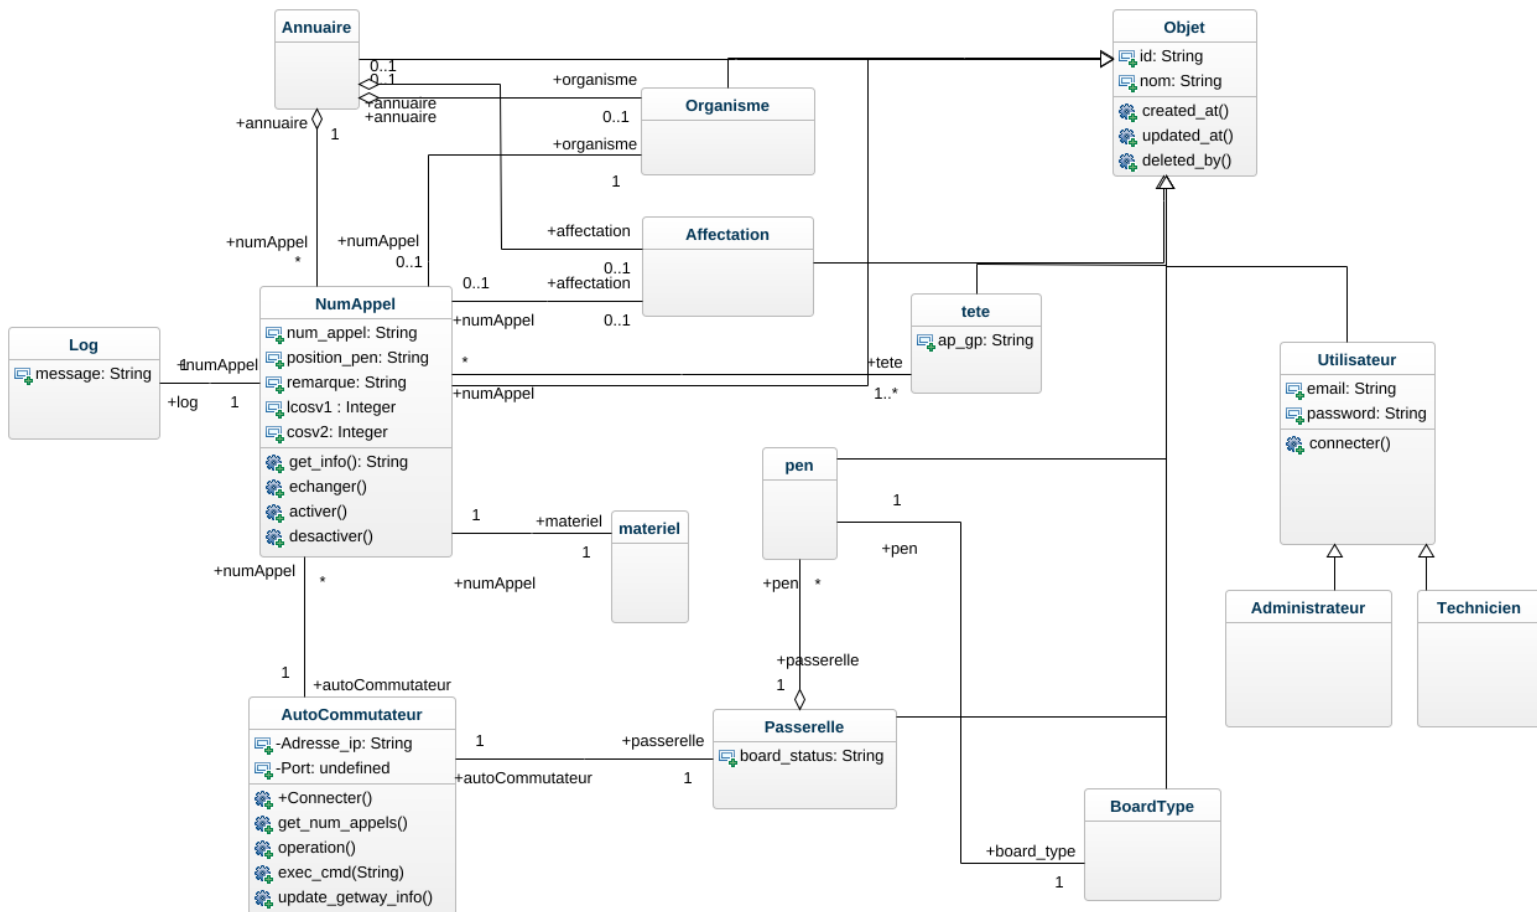 Annuaire
Objet
id: String
nom: String
created_at()
updated_at()
deleted_by()
0..1
0..1
+annuaire
+annuaire
+organisme
0..1
Organisme
+organisme
1
+annuaire
1
+numAppel
*
+numAppel
0..1
+affectation
0..1
Affectation
+affectation
0..1
0..1
+numAppel
NumAppel
num_appel: String
position_pen: String
remarque: String
lcosv1 : Integer
cosv2: Integer
get_info(): String
echanger()
activer()
desactiver()
Log
message: String
1
+numAppel
+log
1
*
+numAppel
+tete
1..*
tete
ap_gp: String
Utilisateur
email: String
password: String
connecter()
Administrateur
Technicien
1
+materiel
1
+numAppel
materiel
pen
1
+pen
+pen
*
+passerelle
1
+numAppel
*
1
+autoCommutateur
AutoCommutateur
-Adresse_ip: String
-Port: undefined
+Connecter()
get_num_appels()
operation()
exec_cmd(String)
update_getway_info()
1
+passerelle
+autoCommutateur
1
Passerelle
board_status: String
BoardType
+board_type
1